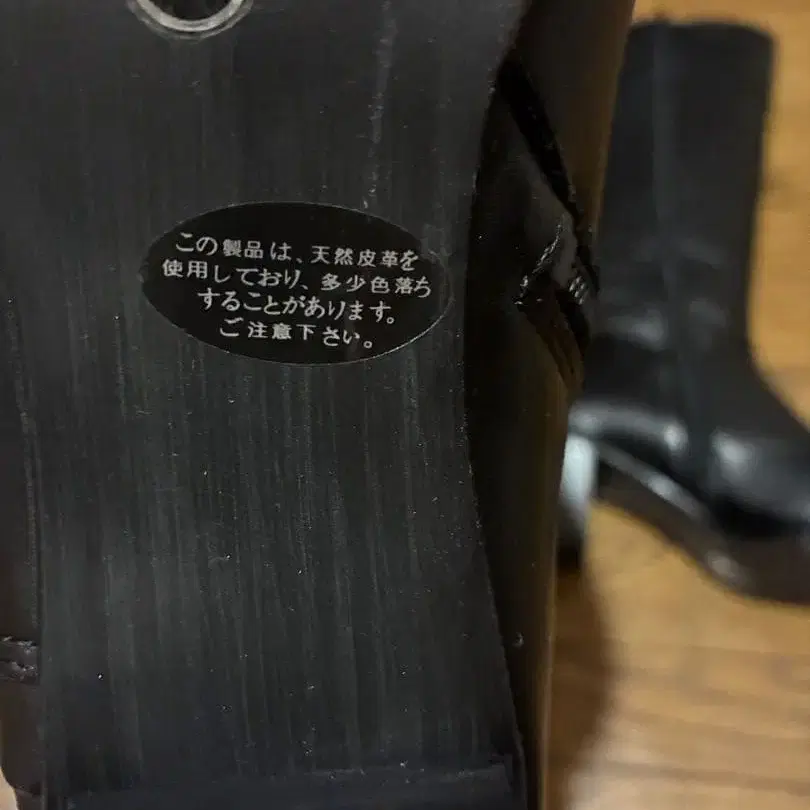 この製品は、天然皮革を
使用しており、多少色落ち
することがあります。
ご注意下さい。